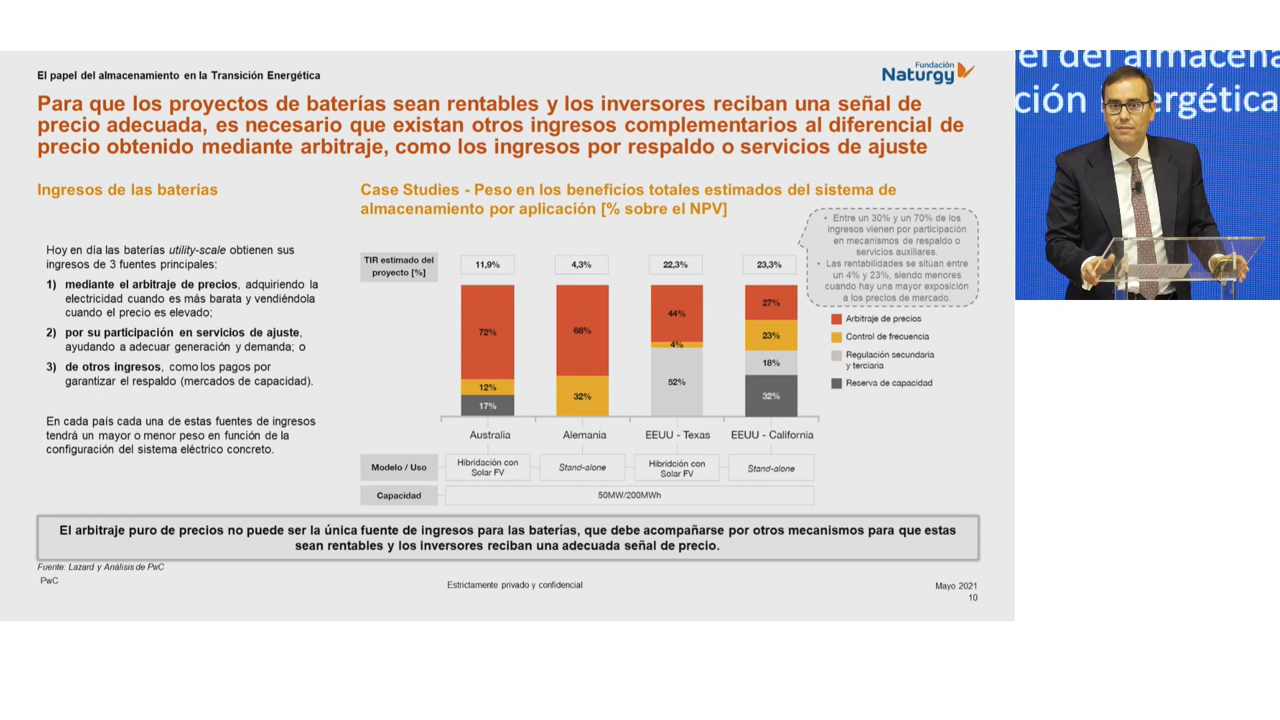 El papel del almacenamiento en la Transición Energética
Fundación
Naturgy
Para que los proyectos de baterías sean rentables y los inversores reciban una señal de
precio adecuada, es necesario que existan otros ingresos complementarios al diferencial de
precio obtenido mediante arbitraje, como los ingresos por respaldo o servicios de ajuste
Ingresos de las baterías
Hoy en día las baterías utility-scale obtienen sus
ingresos de 3 fuentes principales:
1) mediante el arbitraje de precios, adquiriendo la
electricidad cuando es más barata y vendiéndola
cuando el precio es elevado;
2) por su participación en servicios de ajuste,
ayudando a adecuar generación y demanda; o
3) de otros ingresos, como los pagos por
garantizar el respaldo (mercados de capacidad).
En cada país cada una de estas fuentes de ingresos
tendrá un mayor o menor peso en función de la
configuración del sistema eléctrico concreto.
Case Studies - Peso en los beneficios totales estimados del sistema de
almacenamiento por aplicación [% sobre el NPV]
• Entre un 30% y un 70% de los
ingresos vienen por participación
en mecanismos de respaldo o
servicios auxiliares.
• Las rentabilidades se sitúan entre
un 4% y 23%, siendo menores
cuando hay una mayor exposición
a los precios de mercado.
TIR estimado del
proyecto [%]
11,9% 4,3% 22,3% 23,3%
72%
12%
17%
68%
32%
44%
4%
52%
27%
23%
18%
32%
Arbitraje de precios
Control de frecuencia
Regulación secundaria
y terciaria
Reserva de capacidad
Australia Alemania EEUU - Texas EEUU - California
Modelo / Uso
Hibridación con
Solar FV
Stand-alone
Hibridción con
Solar FV
Stand-alone
Capacidad
50MW/200MWh
El arbitraje puro de precios no puede ser la única fuente de ingresos para las baterías, que debe acompañarse por otros mecanismos para que estas
sean rentables y los inversores reciban una adecuada señal de precio.
Fuente: Lazard y Análisis de PwC
PwC
Estrictamente privado y confidencial
Mayo 2021
10
el del almacena
ción Energética